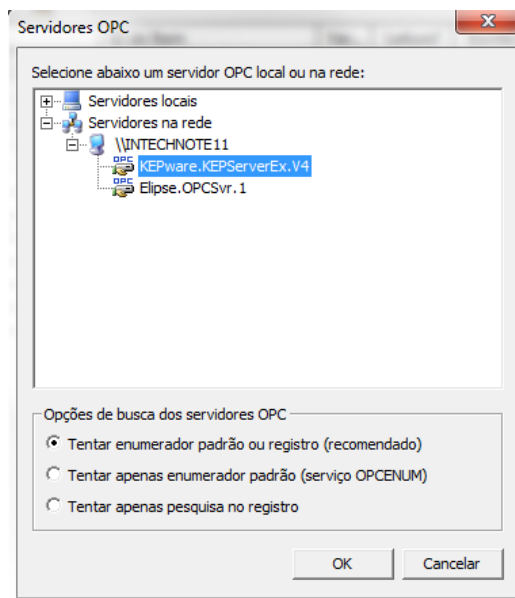 Servidores OPC
Selecione abaixo um servidor OPC local ou na rede:
Servidores locais
Servidores na rede
\\INTECHNOTE11
OPC
KEPware.KEPServerEx.V4
OPC
Elipse.OPCSvr.1
Opções de busca dos servidores OPC
Tentar enumerador padrão ou registro (recomendado)
Tentar apenas enumerador padrão (serviço OPCENUM)
Tentar apenas pesquisa no registro
OK Cancelar